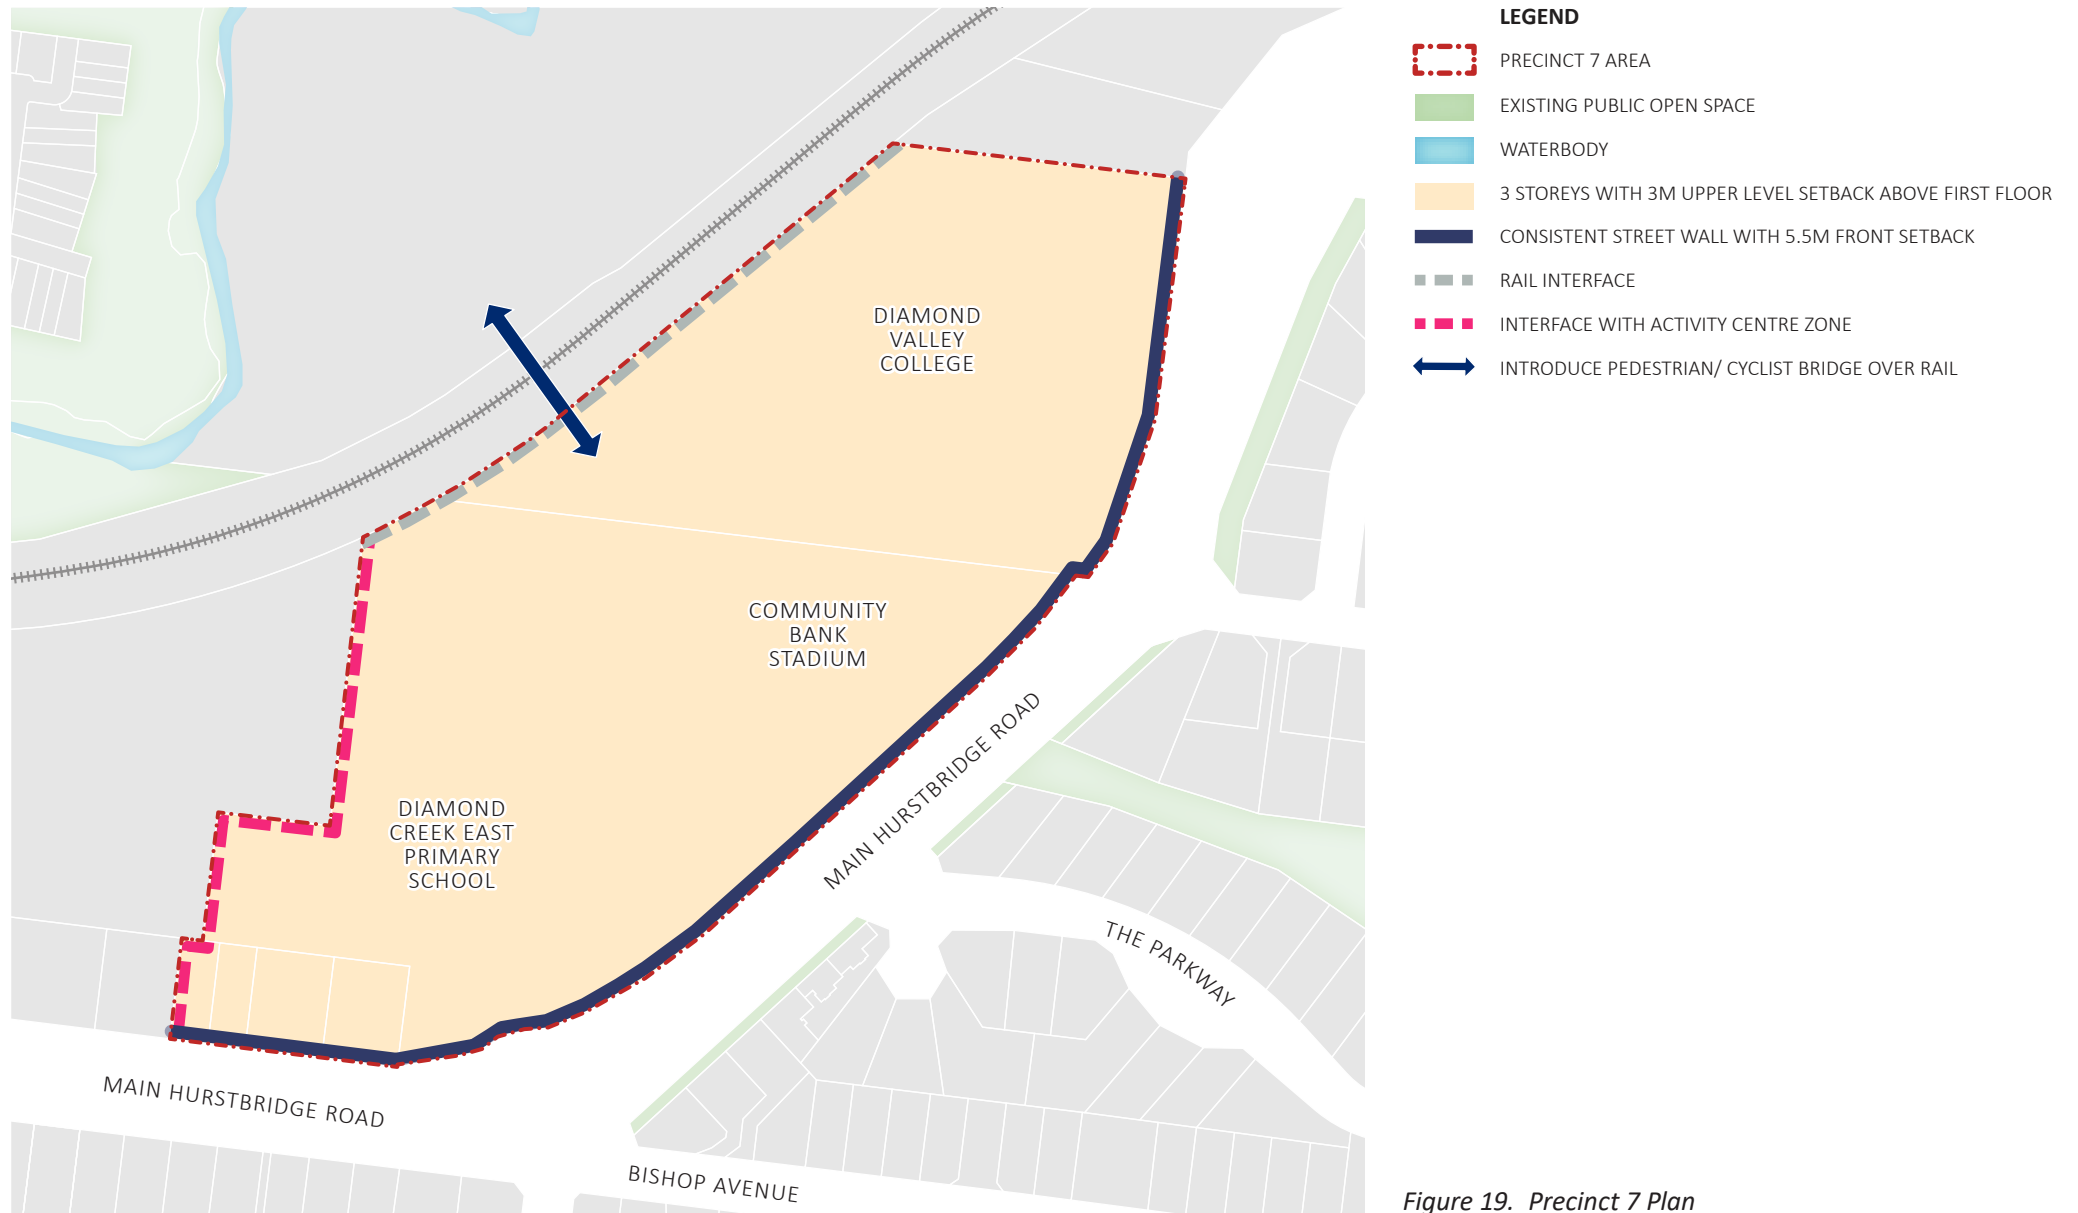 LEGEND
PRECINCT 7 AREA
EXISTING PUBLIC OPEN SPACE
WATERBODY
3 STOREYS WITH 3M UPPER LEVEL SETBACK ABOVE FIRST FLOOR
CONSISTENT STREET WALL WITH 5.5M FRONT SETBACK
RAIL INTERFACE
INTERFACE WITH ACTIVITY CENTRE ZONE
INTRODUCE PEDESTRIAN/ CYCLIST BRIDGE OVER RAIL
DIAMOND
VALLEY
COLLEGE
COMMUNITY
BANK
STADIUM
DIAMOND
CREEK EAST
PRIMARY
SCHOOL
MAIN HURSTBRIDGE ROAD
THE PARKWAY
MAIN HURSTBRIDGE ROAD
BISHOP AVENUE
Figure 19. Precinct 7 Plan